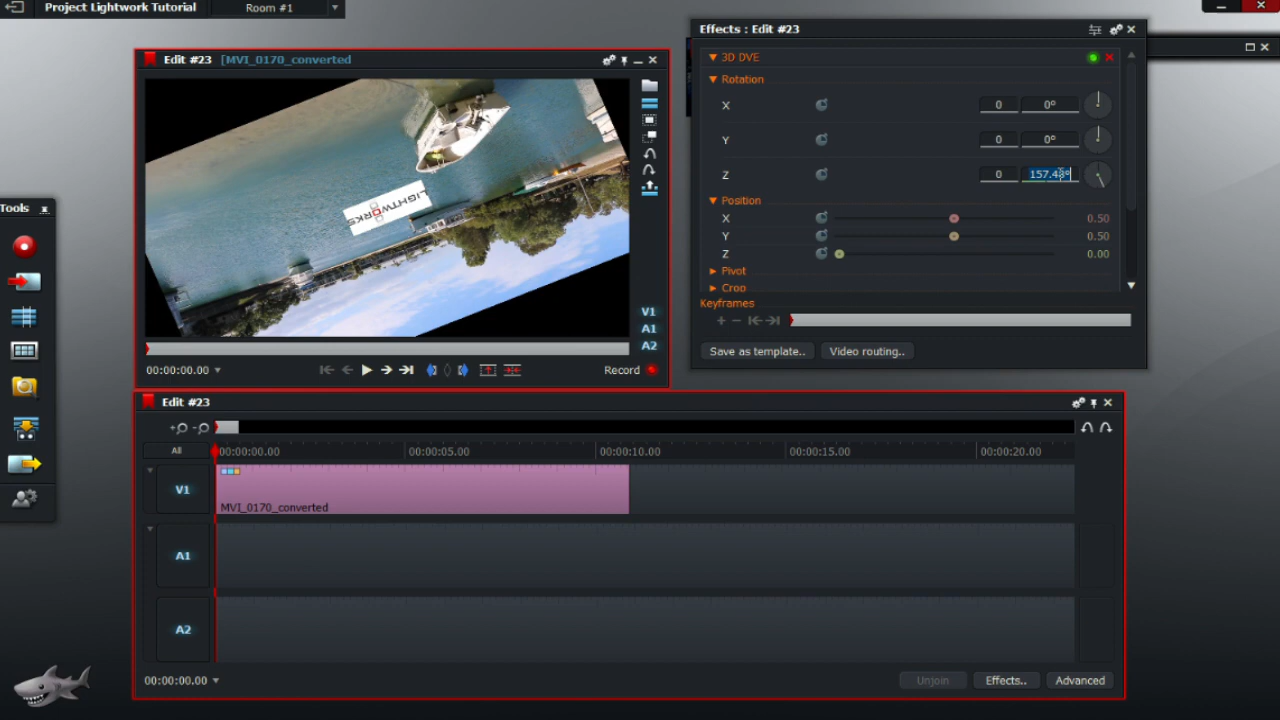 Project Lightwork Tutorial
Room #1
Edit #23 [MVI_0170_converted
LIGHTWORKS
V1
A1
A2
00:00:00.00
Record
Effects : Edit #23
3D DVE
Rotation
X 0 0°
Y 0 0°
Z 0
Position
X 0.50
Y 0.50
Z 0.00
Pivot
Crop
Keyframes
Save as template..
Video routing..
Tools
Edit #23
All
00:00:00.00 00:00:05.00 00:00:10.00 00:00:15.00 00:00:20.00
V1
MVI_0170_converted
A1
A2
00:00:00.00
Unjoin
Effects..
Advanced